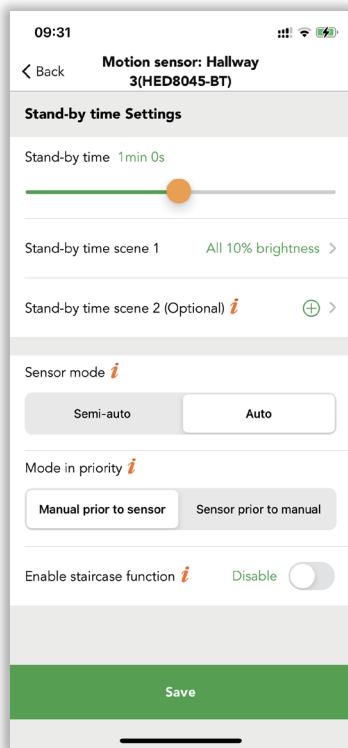 09:31
Back
Motion sensor: Hallway
3(HED8045-BT)
Stand-by time Settings
Stand-by time 1min 0s
Stand-by time scene 1 All 10% brightness
Stand-by time scene 2 (Optional) i
Sensor mode i
Semi-auto Auto
Mode in priority i
Manual prior to sensor Sensor prior to manual
Enable staircase function i Disable
Save